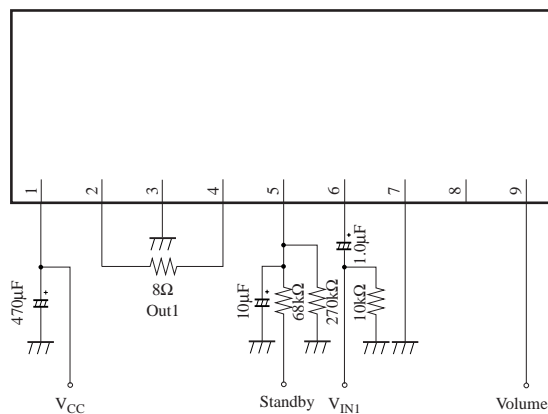 1 2 3 4 5 6 7 8 9
470μF
8Ω
Out1
10μF
68kΩ
270kΩ
1.0μF
10kΩ
VCC
Standby
VIN1
Volume
+
+
+